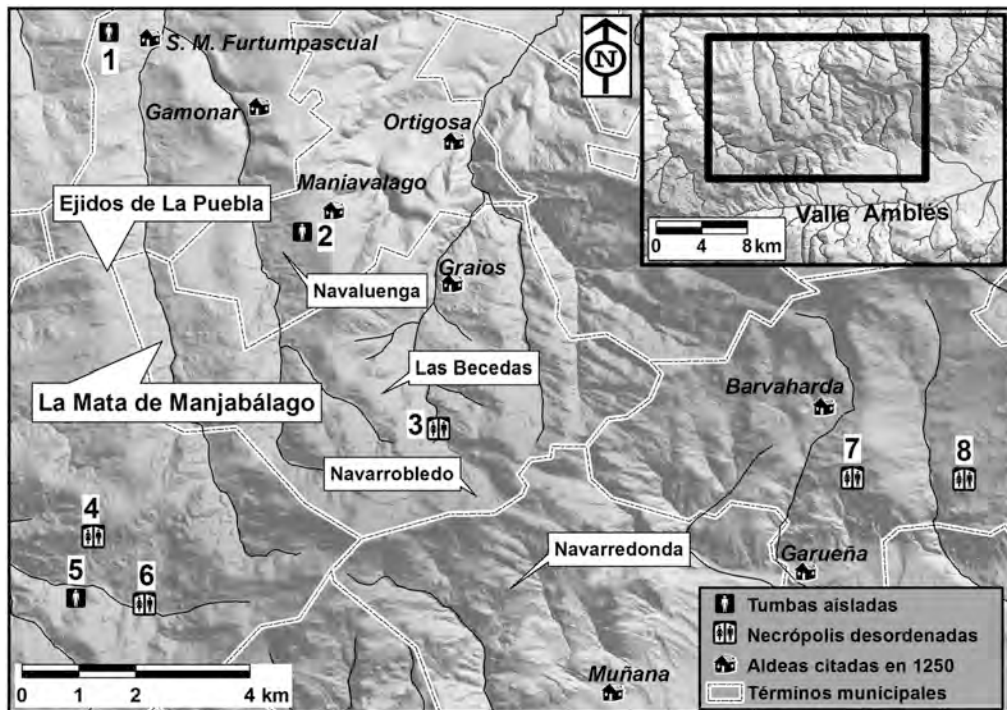 1
S. M. Furtumpascual
N
Gamonar
Ortigosa
Ejidos de La Puebla
Maniavalago
2
Valle Amblés
0 4 8 km
Navaluenga
Graios
La Mata de Manjabálago
Las Becedas
Barvaharda
3
7
8
Navarrobledo
4
Navarredonda
5
6
Garueña
Tumbas aisladas
Necrópolis desordenadas
Aldeas citadas en 1250
Términos municipales
Muñana
0 1 2 4 km